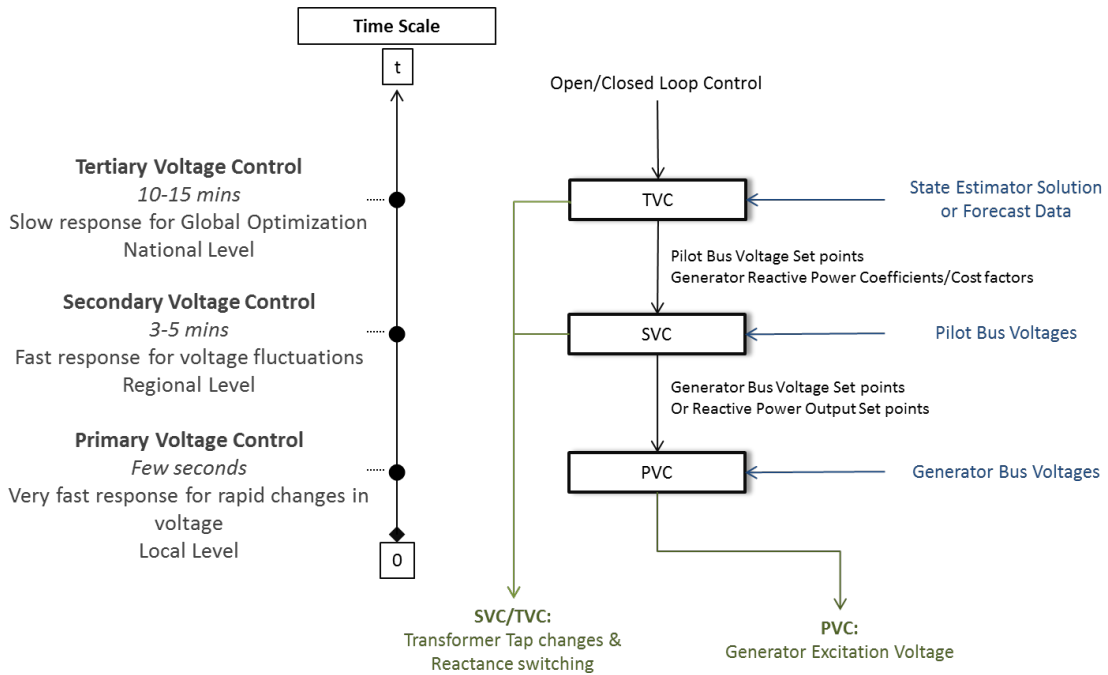 Time Scale
t
Tertiary Voltage Control
10-15 mins
Slow response for Global Optimization
National Level
Secondary Voltage Control
3-5 mins
Fast response for voltage fluctuations
Regional Level
Primary Voltage Control
Few seconds
Very fast response for rapid changes in
voltage
Local Level
0
Open/Closed Loop Control
TVC
State Estimator Solution
or Forecast Data
Pilot Bus Voltage Set points
Generator Reactive Power Coefficients/Cost factors
SVC
Pilot Bus Voltages
Generator Bus Voltage Set points
Or Reactive Power Output Set points
PVC
Generator Bus Voltages
SVC/TVC:
Transformer Tap changes &
Reactance switching
PVC:
Generator Excitation Voltage